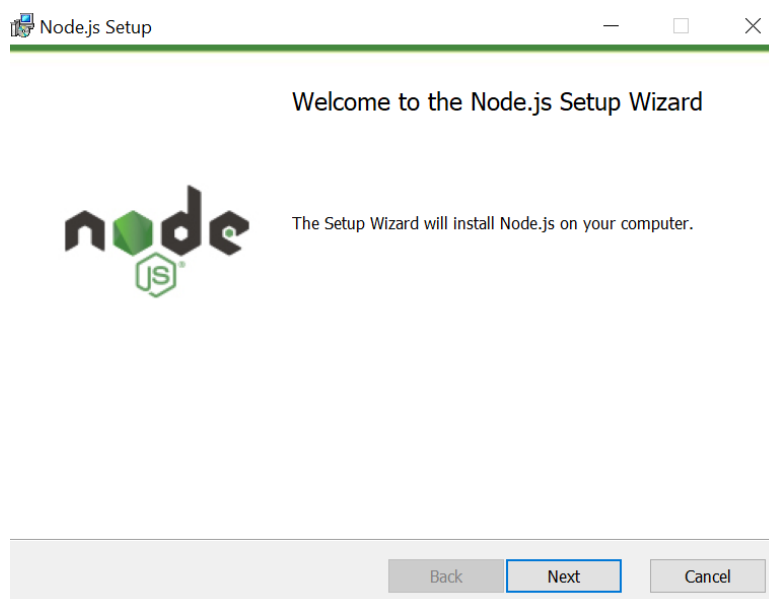 Node.js Setup
Welcome to the Node.js Setup Wizard
node
JS®
The Setup Wizard will install Node.js on your computer.
Back
Next
Cancel